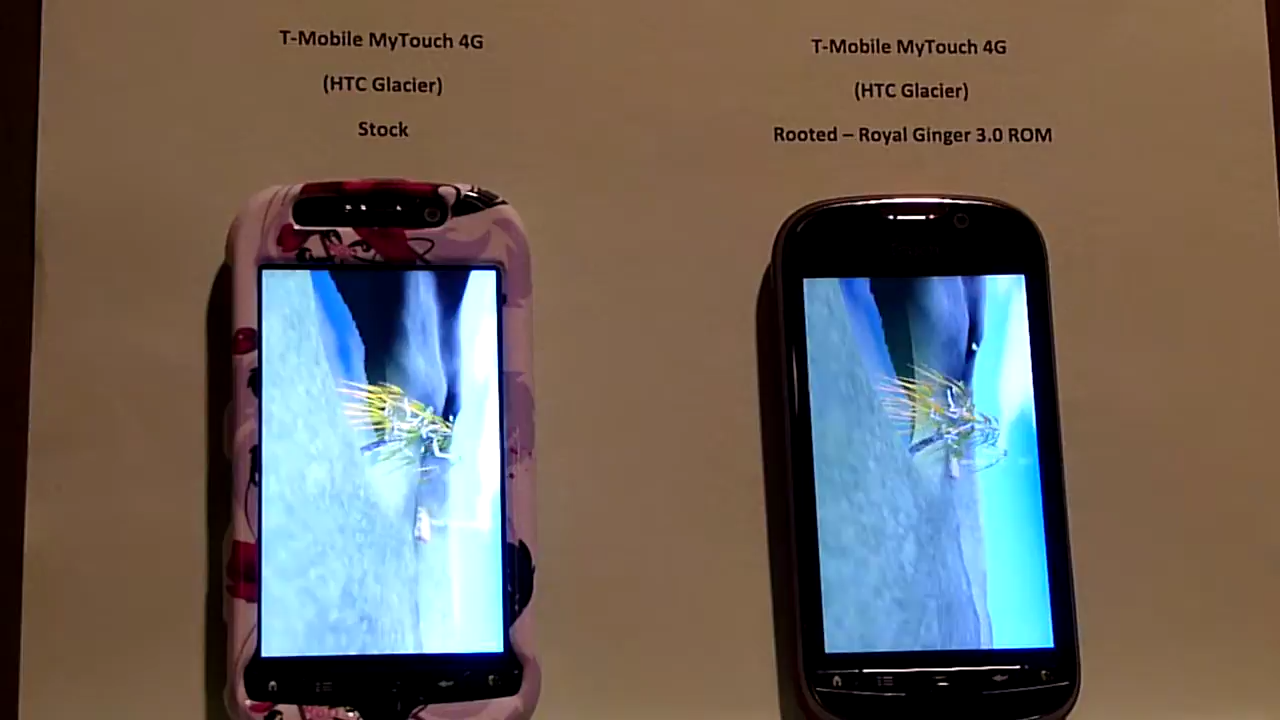 T-Mobile MyTouch 4G
(HTC Glacier)
Stock
T-Mobile MyTouch 4G
(HTC Glacier)
Rooted – Royal Ginger 3.0 ROM